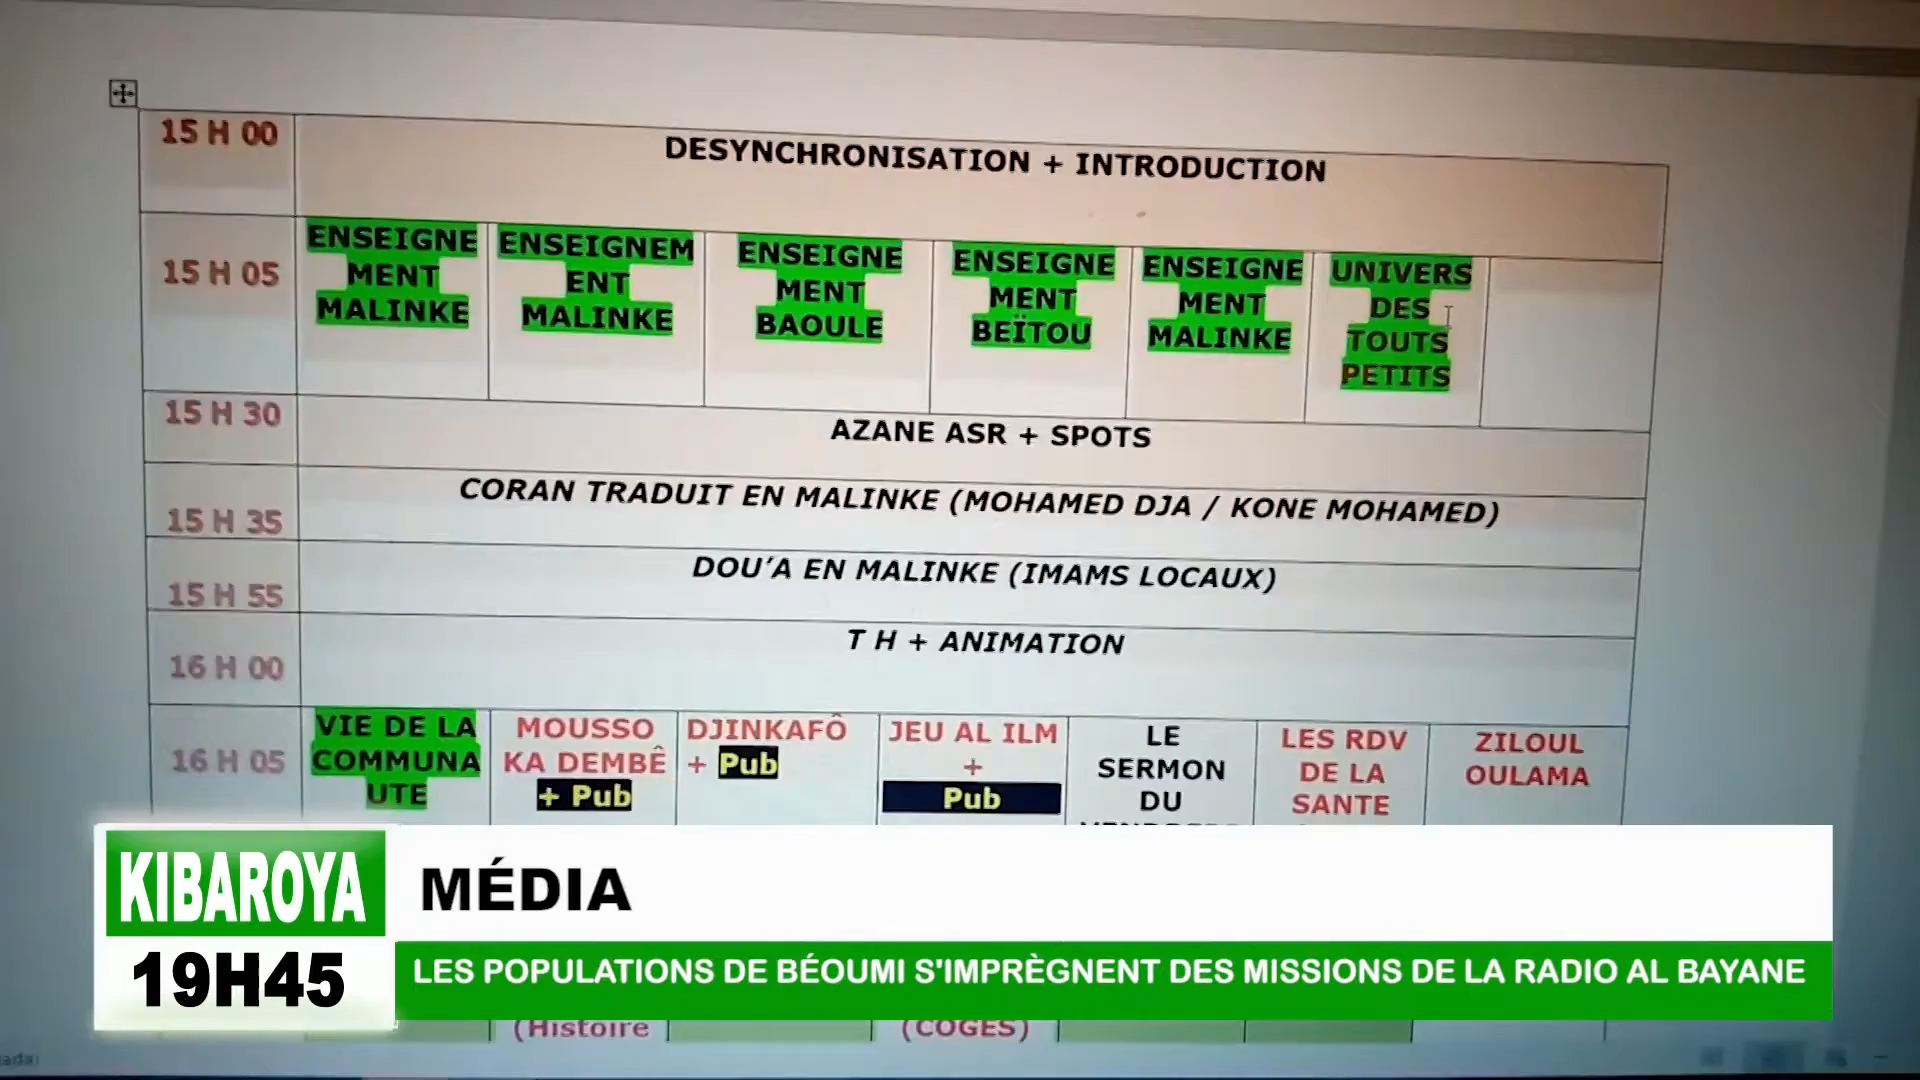 15 H 00
DESYNCHRONISATION + INTRODUCTION
15 H 05
ENSEIGNE
MENT
MALINKE
ENSEIGNEM
ENT
MALINKE
ENSEIGNE
MENT
BAOULE
ENSEIGNE
MENT
BEÏTOU
ENSEIGNE
MENT
MALINKE
UNIVERS
DES
TOUTS
PETITS
15 H 30
AZANE ASR + SPOTS
15 H 35
CORAN TRADUIT EN MALINKE (MOHAMED DJA / KONE MOHAMED)
15 H 55
DOU'A EN MALINKE (IMAMS LOCAUX)
16 H 00
T H + ANIMATION
16 H 05
VIE DE LA
COMMUNA
UTE
MOUSSO
KA DEMBÊ
+ Pub
DJINKAFÔ
+ Pub
JEU AL ILM
+
Pub
LE
SERMON
DU
LES RDV
DE LA
SANTE
ZILOUL
OULAMA
KIBAROYA
19H45
MÉDIA
LES POPULATIONS DE BÉOUMI S'IMPRÈGNENT DES MISSIONS DE LA RADIO AL BAYANE
(Histoire
(COGES)